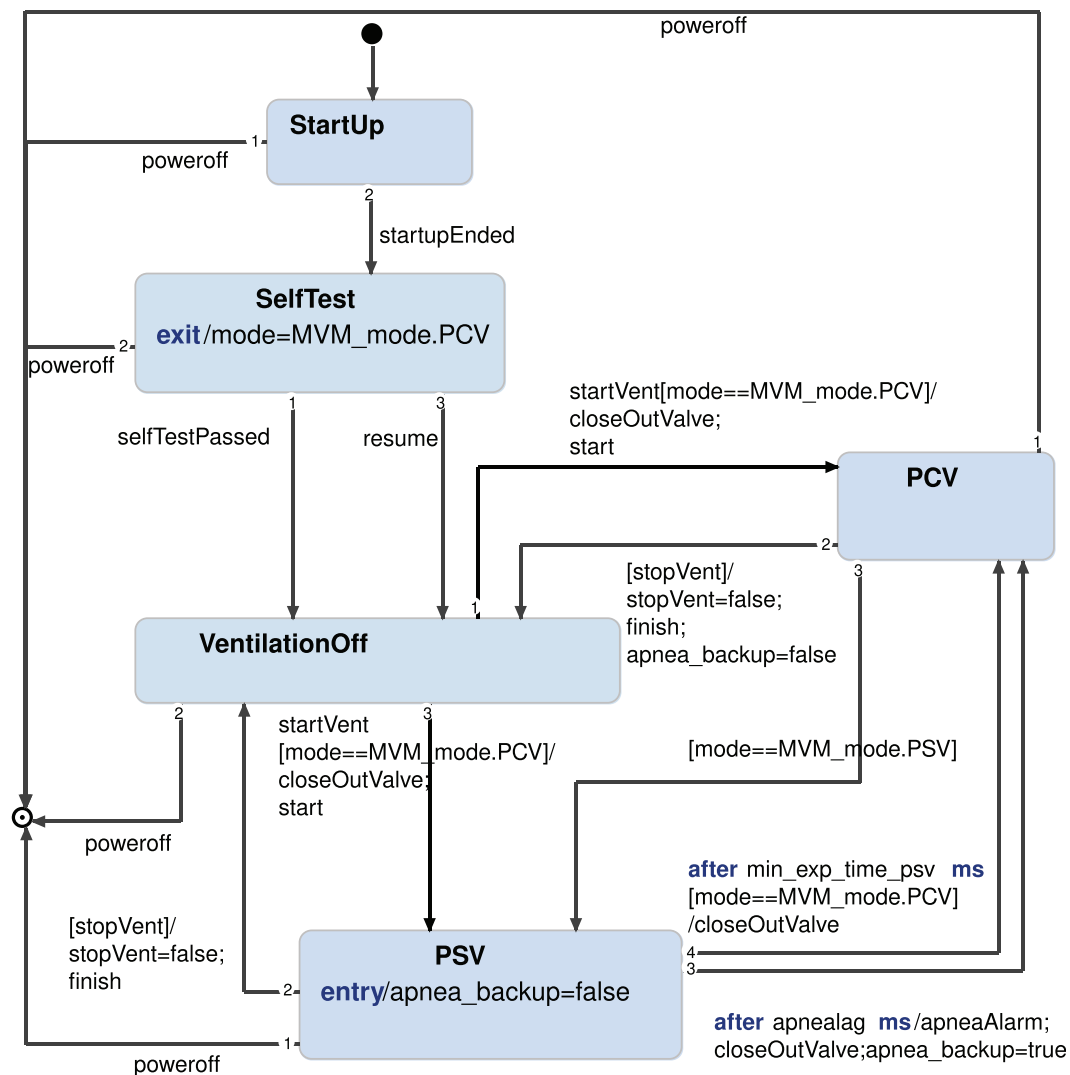 poweroff
StartUp
1
poweroff
2
startupEnded
SelfTest
exit/mode=MVM_mode.PCV
2
poweroff
1
3
selfTestPassed
resume
startVent[mode==MVM_mode.PCV]/
closeOutValve;
start
1
PCV
2
3
[stopVent]/
stopVent=false;
finish;
apnea_backup=false
1
VentilationOff
2
3
startVent
[mode==MVM_mode.PCV]/
closeOutValve;
start
[mode==MVM_mode.PSV]
poweroff
after min_exp_time_psv ms
[mode==MVM_mode.PCV]
/closeOutValve
[stopVent]/
stopVent=false;
finish
PSV
entry/apnea_backup=false
4
3
2
1
after apnealag ms/apneaAlarm;
closeOutValve;apnea_backup=true
poweroff